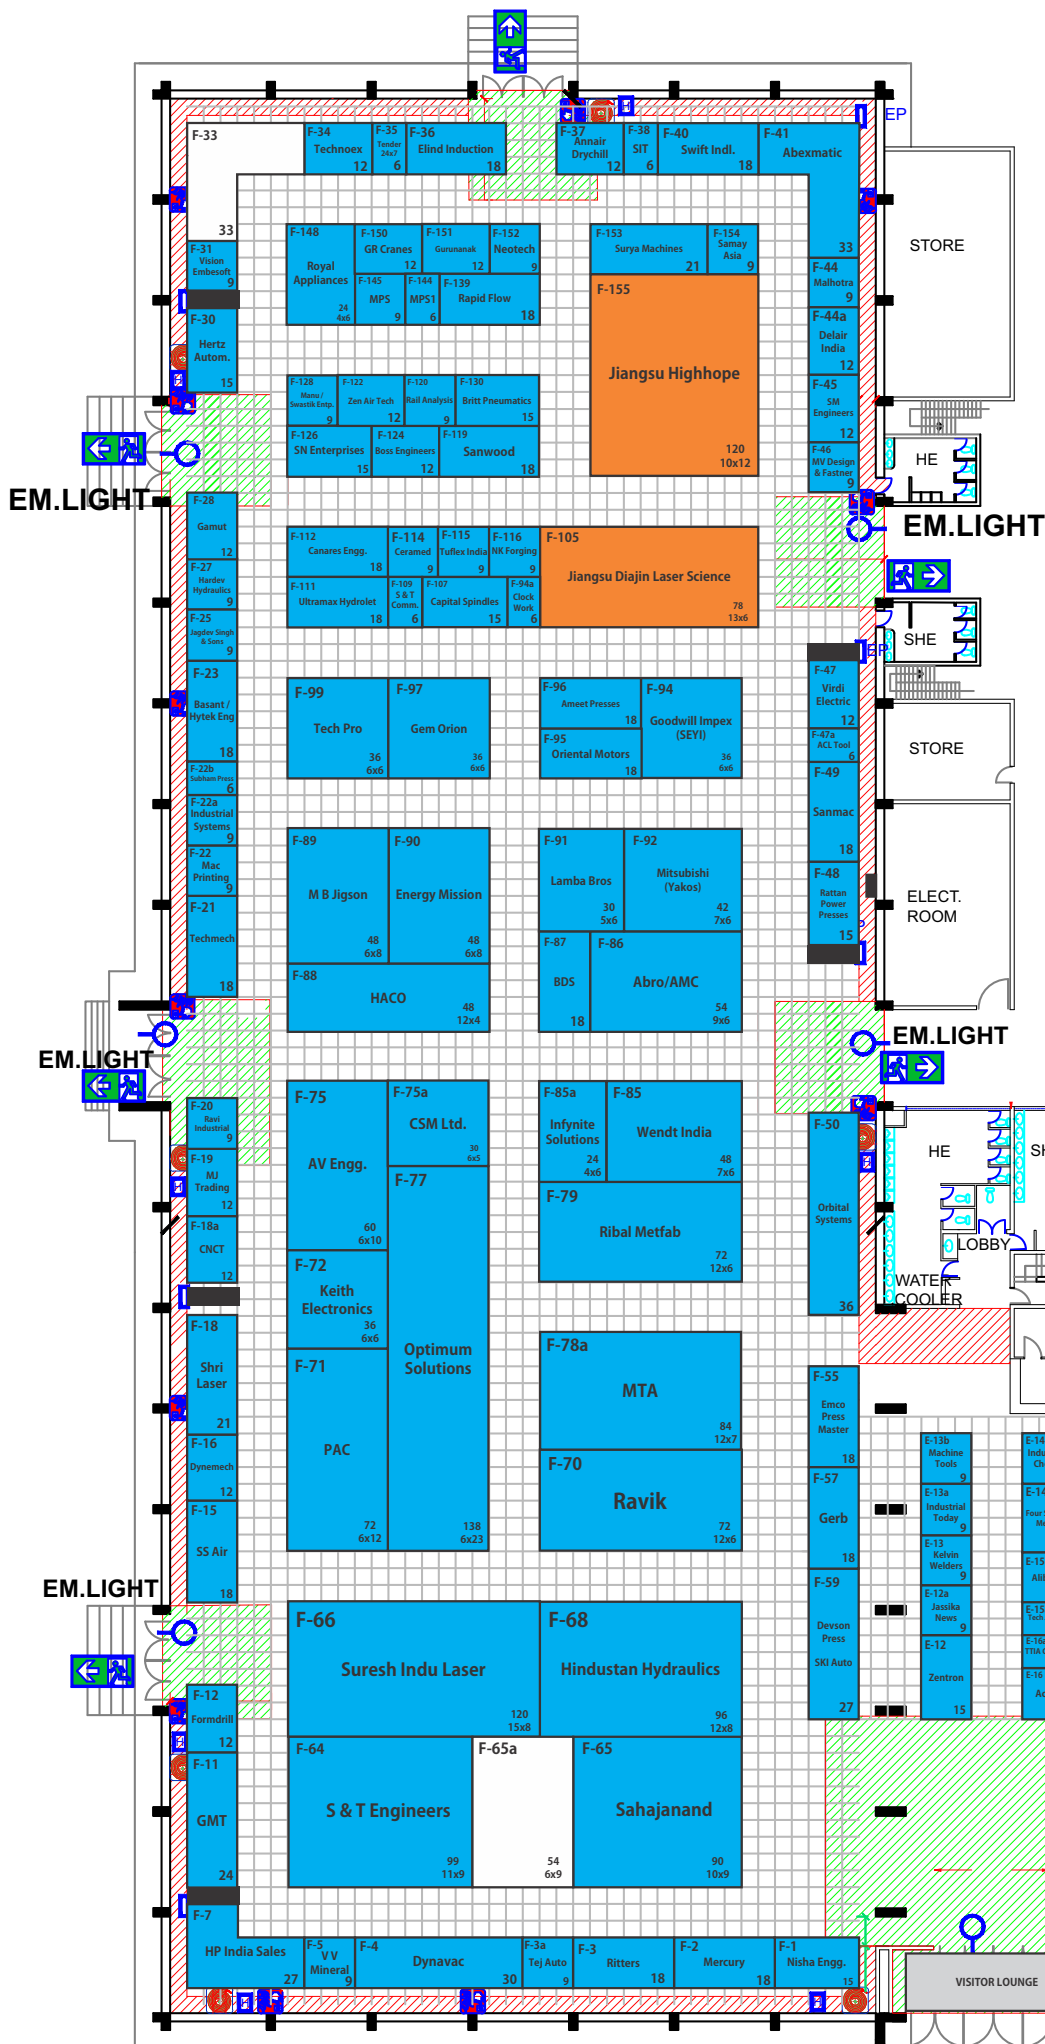 EP
F-33
33
F-34
Technoex
12
F-35
Tender
24x7
6
F-36
Elind Induction
18
F-37
Annair
Drychill
12
F-38
SIT
6
F-40
Swift Indl.
18
F-41
Abexmatic
33
STORE
F-31
Vision
Embesoft
9
F-148
Royal
Appliances
24
4x6
F-150
GR Cranes
12
F-151
Gurunanak
12
F-152
Neotech
9
F-145
MPS
9
F-144
MPS1
6
F-139
Rapid Flow
18
F-153
Surya Machines
21
F-154
Samay
Asia
9
F-155
Jiangsu Highhope
120
10x12
F-44
Malhotra
9
F-44a
Delair
India
12
F-30
Hertz
Autom.
15
H
F-128
Mano /
Swastik Entp.
9
F-122
Zen Air Tech
12
F-120
Rail Analysis
9
F-130
Britt Pneumatics
15
F-126
SN Enterprises
15
F-124
Boss Engineers
12
F-119
Sanwood
18
F-45
SM
Engineers
12
F-46
MV Design
& Fastner
9
HE
EM.LIGHT
EM.LIGHT
F-28
Gamut
12
F-27
Hardev
Hydraulics
9
F-25
Jagdev Singh
& Sons
9
F-112
Canares Engg.
18
F-114
Ceramed
9
F-115
Tuflex India
9
F-116
NK Forging
9
F-111
Ultramax Hydrolet
18
F-109
S & T
Comm.
6
F-107
Capital Spindles
15
F-94a
Clock
Work
6
F-105
Jiangsu Diajin Laser Science
78
13x6
SHE
EP
F-23
Basant /
Hytek Eng
18
F-99
Tech Pro
36
6x6
F-97
Gem Orion
36
6x6
F-96
Ameet Presses
18
F-95
Oriental Motors
18
F-94
Goodwill Impex
(SEYI)
36
6x6
F-47
Virdi
Electric
12
F-47a
ACL Tool
6
STORE
F-22b
Sobham Press
6
F-22a
Industrial
Systems
9
F-22
Mac
Printing
9
F-21
Techmech
18
F-89
M B Jigson
48
6x8
F-90
Energy Mission
48
6x8
F-88
HACO
48
12x4
F-91
Lamba Bros
30
5x6
F-92
Mitsubishi
(Yakos)
42
7x6
F-87
BDS
18
F-86
Abro/AMC
54
9x6
F-49
Sanmac
18
F-48
Rattan
Power
Presses
15
ELECT.
ROOM
EM.LIGHT
EM.LIGHT
F-20
Ravi
Industrial
9
F-19
MJ
Trading
12
F-18a
CNCT
12
F-75
AV Engg.
60
6x10
F-75a
CSM Ltd.
30
6x5
F-77
Optimum
Solutions
138
6x23
F-72
Keith
Electronics
36
6x6
F-71
PAC
72
6x12
F-85a
Infynite
Solutions
24
4x6
F-85
Wendt India
48
7x6
F-79
Ribal Metfab
72
12x6
F-50
Orbital
Systems
36
HE
LOBBY
WATER
COOLER
F-18
Shri
Laser
21
F-16
Dynemech
12
F-15
SS Air
18
F-78a
MTA
84
12x7
F-70
Ravik
72
12x6
F-55
Emco
Press
Master
18
F-57
Gerb
18
F-59
Devson
Press
SKI Auto
27
E-13b
Machine
Tools
9
E-13a
Industrial
Today
9
E-13
Kelvin
Welders
9
E-12a
Jassika
News
9
E-12
Zentron
15
E-14
E-14
E-15
E-15
E-16a
E-16
EM.LIGHT
F-66
Suresh Indu Laser
120
15x8
F-68
Hindustan Hydraulics
96
12x8
F-12
Formdrill
12
F-11
GMT
24
F-64
S & T Engineers
99
11x9
F-65a
54
6x9
F-65
Sahajanand
90
10x9
F-7
HP India Sales
27
F-5
V V
Mineral
9
F-4
Dynavac
30
F-3a
Tej Auto
9
F-3
Ritters
18
F-2
Mercury
18
F-1
Nisha Engg.
15
VISITOR LOUNGE